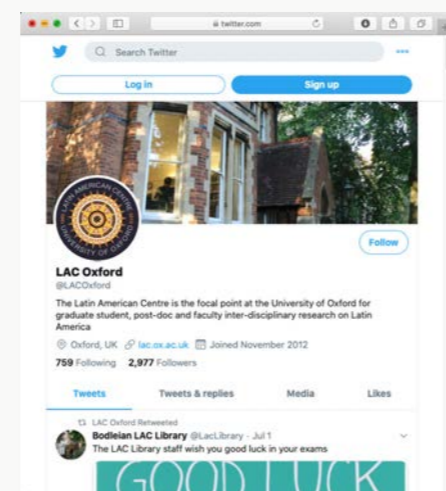 twitter.com
Search Twitter
Log in
Sign up
LATIN AMERICAN CENTRE
UNIVERSITY OF OXFORD
Follow
LAC Oxford
@LACOxford
The Latin American Centre is the focal point at the University of Oxford for
graduate student, post-doc and faculty inter-disciplinary research on Latin
America
Oxford, UK lac.ox.ac.uk Joined November 2012
759 Following 2,977 Followers
Tweets Tweets & replies Media Likes
LAC Oxford Retweeted
Bodleian LAC Library @LacLibrary · Jul 1
The LAC Library staff wish you good luck in your exams
GOOD LUCK